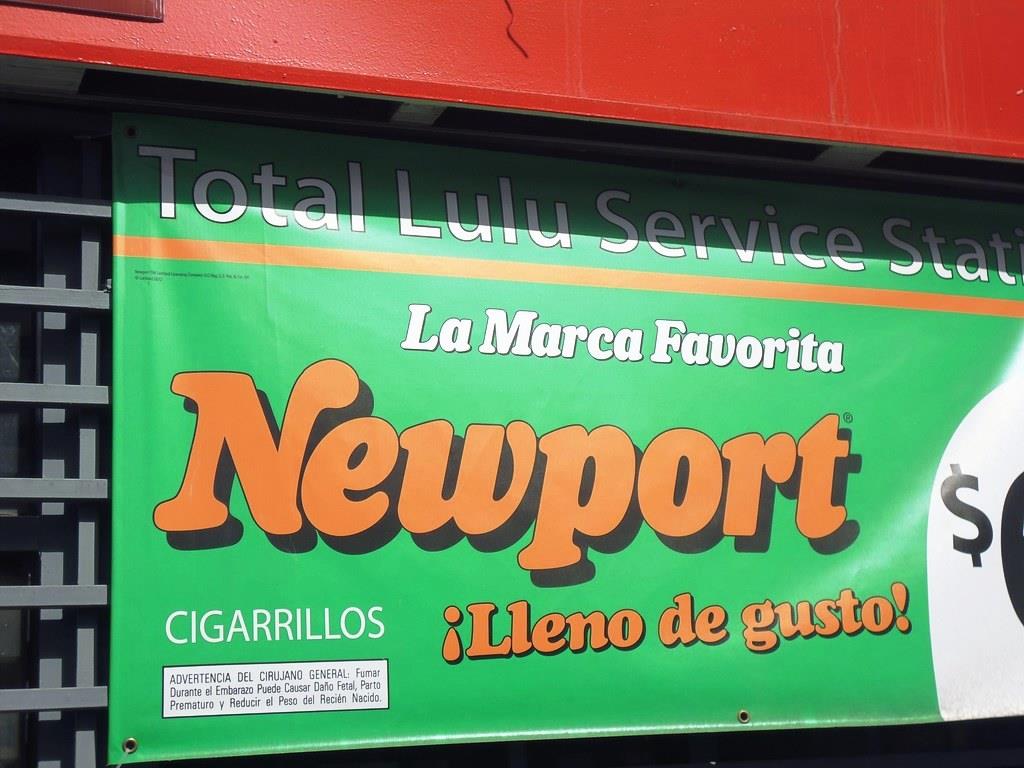 Total Lulu Service Stati
La Marca Favorita
Newport®
$
CIGARRILLOS
¡Lleno de gusto!
ADVERTENCIA DEL CIRUJANO GENERAL: Fumar
Durante el Embarazo Puede Causar Daño Fetal, Parto
Prematuro y Reducir el Peso del Recién Nacido.